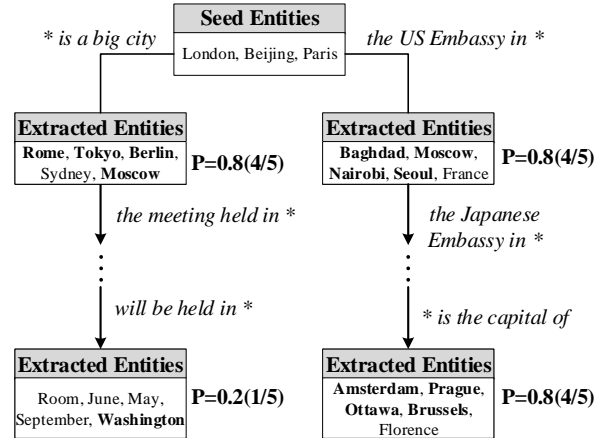 Seed Entities
* is a big city
the US Embassy in *
London, Beijing, Paris
Extracted Entities
Rome, Tokyo, Berlin,
Sydney, Moscow
P=0.8(4/5)
Extracted Entities
Baghdad, Moscow,
Nairobi, Seoul, France
P=0.8(4/5)
the meeting held in *
the Japanese
Embassy in *
will be held in *
* is the capital of
Extracted Entities
Room, June, May,
September, Washington
P=0.2(1/5)
Extracted Entities
Amsterdam, Prague,
Ottawa, Brussels,
Florence
P=0.8(4/5)